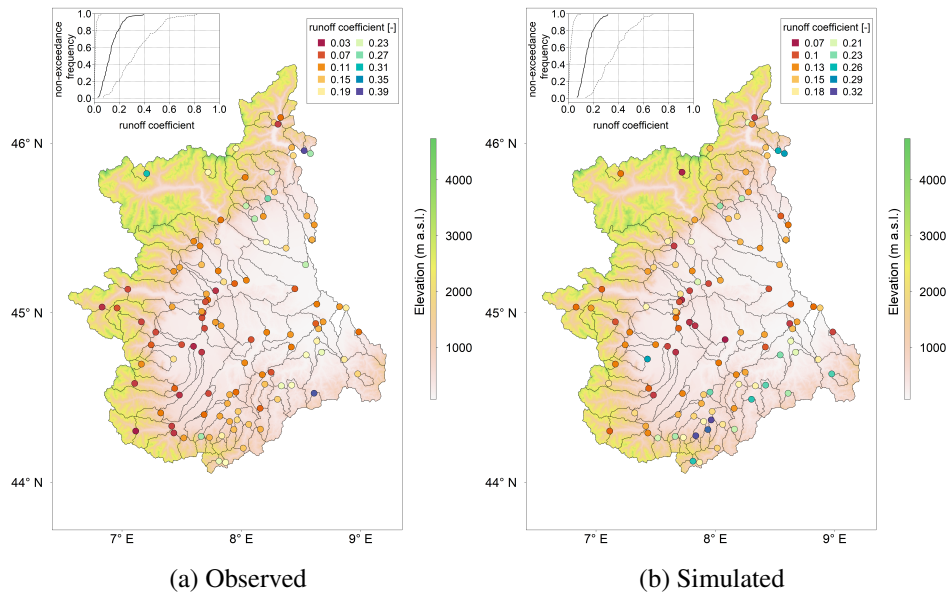 1.0
0.8
0.6
0.4
0.2
0.0
non-exceedance
frequency
0.0 0.2 0.4 0.6 0.8 1.0
runoff coefficient
runoff coefficient [-]
0.03 0.23
0.07 0.27
0.11 0.31
0.15 0.35
0.19 0.39
46° N
45° N
44° N
7° E 8° E 9° E
4000
3000
2000
1000
Elevation (m a.s.l.)
(a) Observed
1.0
0.8
0.6
0.4
0.2
0.0
non-exceedance
frequency
0.0 0.2 0.4 0.6 0.8 1.0
runoff coefficient
runoff coefficient [-]
0.07 0.21
0.1 0.23
0.13 0.26
0.15 0.29
0.18 0.32
46° N
45° N
44° N
7° E 8° E 9° E
4000
3000
2000
1000
Elevation (m a.s.l.)
(b) Simulated